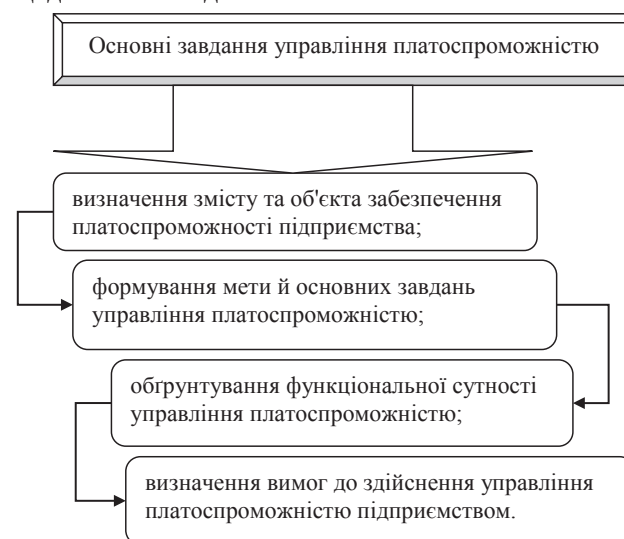 Основні завдання управління платоспроможністю
визначення змісту та об'єкта забезпечення
платоспроможності підприємства;
формування мети й основних завдань
управління платоспроможністю;
обґрунтування функціональної сутності
управління платоспроможністю;
визначення вимог до здійснення управління
платоспроможністю підприємством.